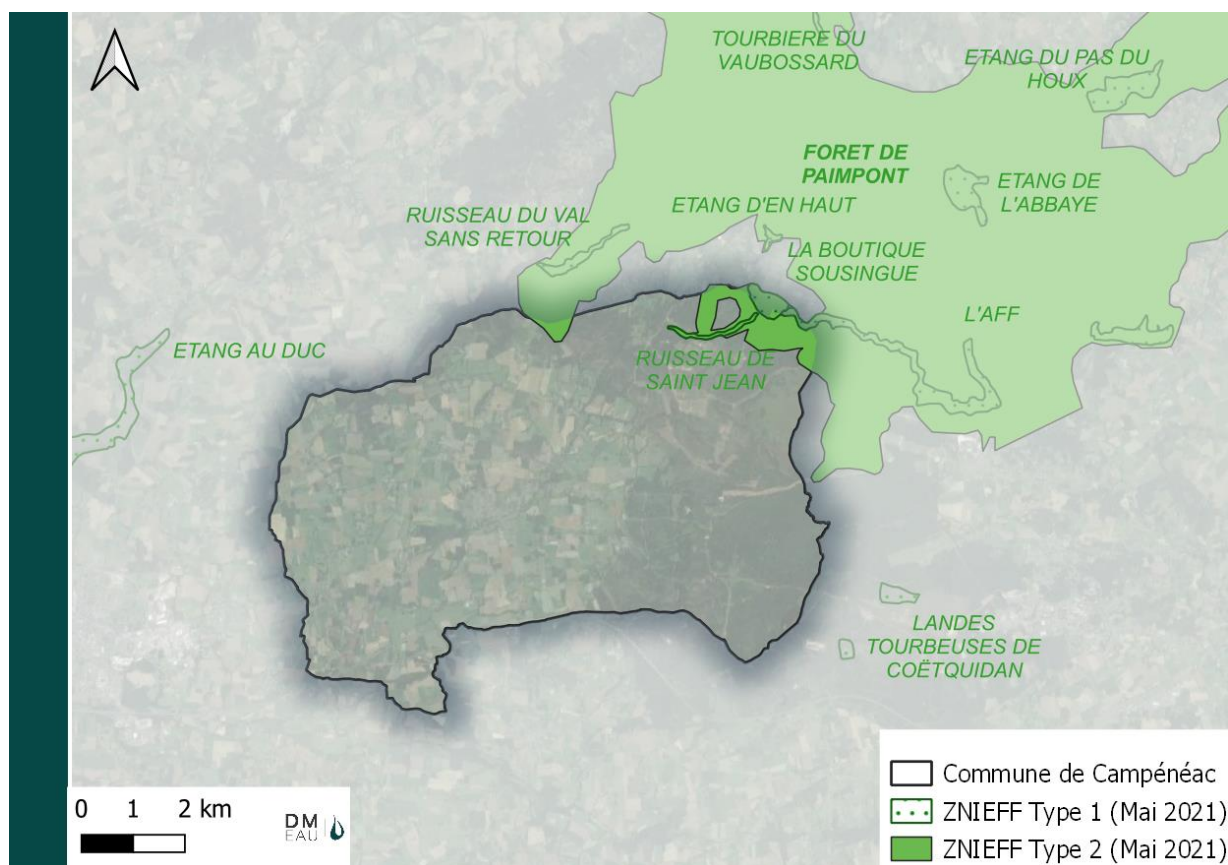 TOURBIERE DU
VAUBOSSARD
ETANG DU PAS DU
HOUX
FORET DE
PAIMPONT
ETANG DE
L'ABBAYE
ETANG D'EN HAUT
RUISSEAU DU VAL
SANS RETOUR
LA BOUTIQUE
SOUSINGUE
L'AFF
ETANG AU DUC
RUISSEAU DE
SAINT JEAN
LANDES
TOURBEUSES DE
COËTQUIDAN
0 1 2 km
DM
EAU
Commune de Campénéac
ZNIEFF Type 1 (Mai 2021)
ZNIEFF Type 2 (Mai 2021)